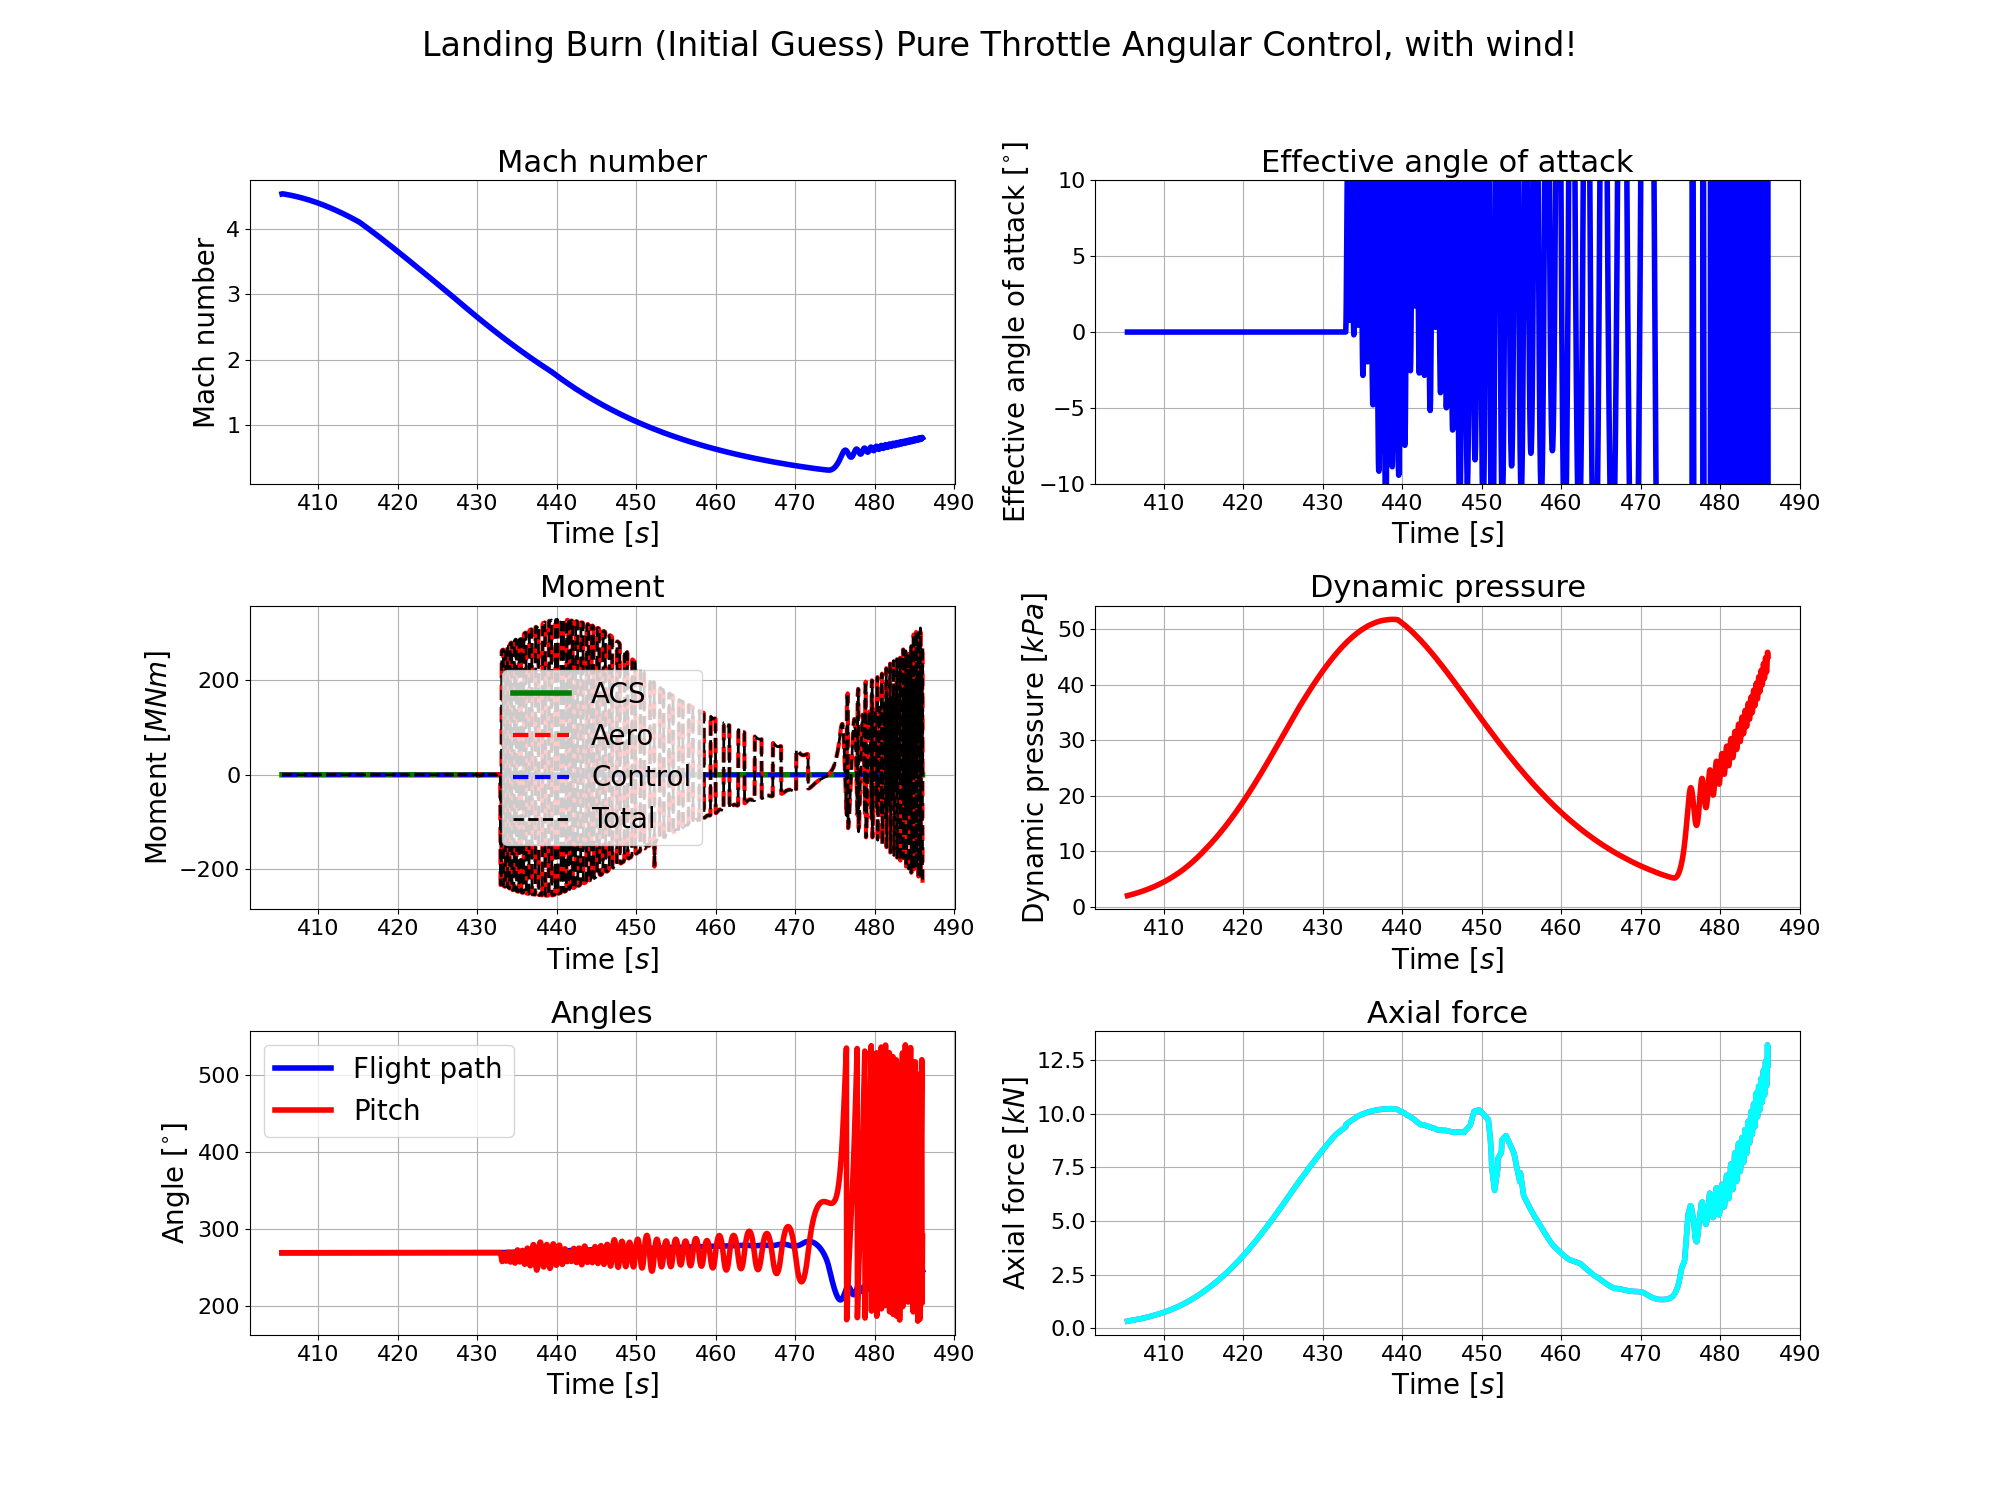 Landing Burn (Initial Guess) Pure Throttle Angular Control, with wind!
Mach number
Mach number
4
3
2
1
410 420 430 440 450 460 470 480 490
Time [s]
Effective angle of attack
Effective angle of attack [°]
10
5
0
−5
−10
410 420 430 440 450 460 470 480 490
Time [s]
Moment
Moment [MNm]
200
0
−200
ACS
Aero
Control
Total
410 420 430 440 450 460 470 480 490
Time [s]
Dynamic pressure
Dynamic pressure [kPa]
50
40
30
20
10
0
410 420 430 440 450 460 470 480 490
Time [s]
Angles
Angle [°]
500
400
300
200
Flight path
Pitch
410 420 430 440 450 460 470 480 490
Time [s]
Axial force
Axial force [kN]
12.5
10.0
7.5
5.0
2.5
0.0
410 420 430 440 450 460 470 480 490
Time [s]